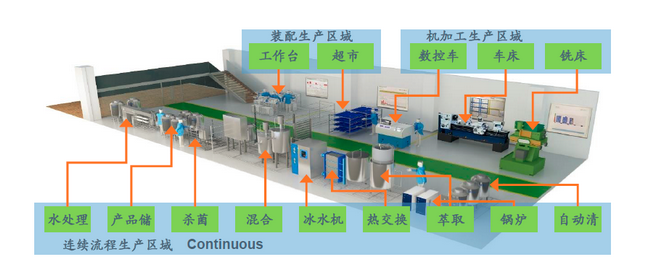 装配生产区域
机加工生产区域
工作台
超市
数控车
车床
铣床
水处理
产品储
杀菌
混合
冰水机
热交换
萃取
锅炉
自动清
连续流程生产区域 Continuous